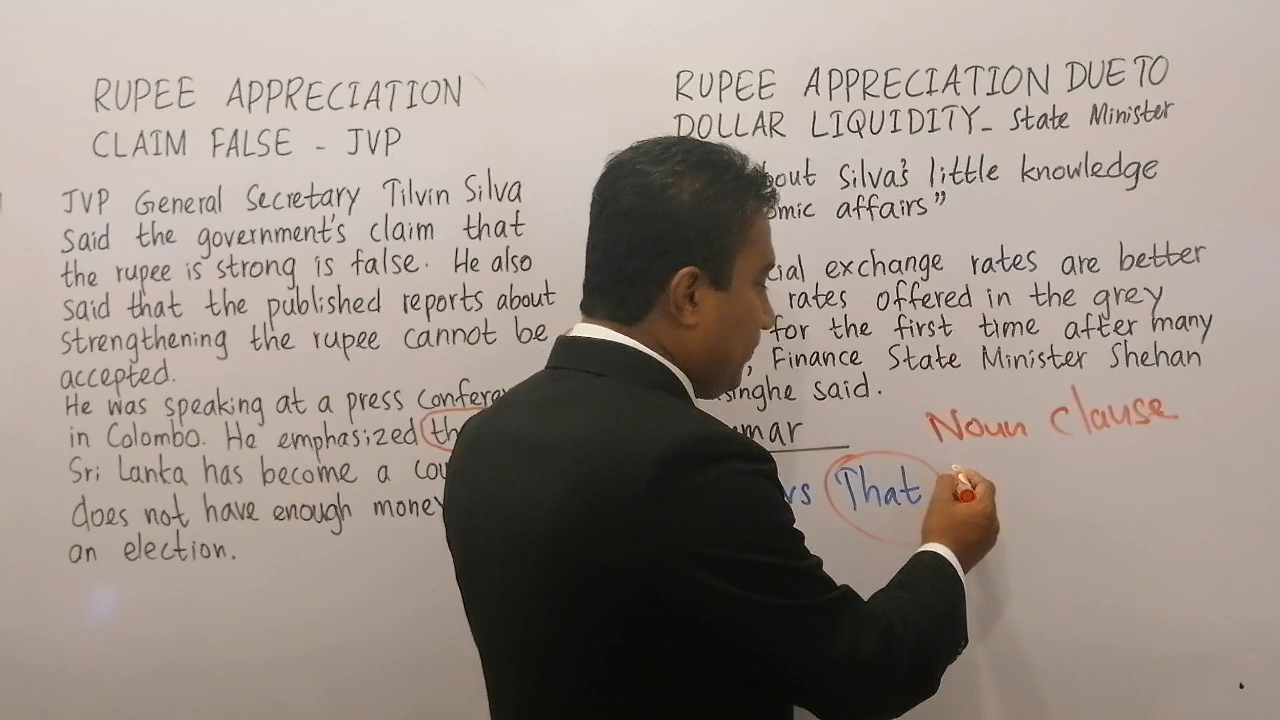 RUPEE APPRECIATION
CLAIM FALSE - JVP
JVP General Secretary Tilvin Silva
said the government's claim that
the rupee is strong is false. He also
said that the published reports about
strengthening the rupee cannot be
accepted.
He was speaking at a press
in Colombo. He emphasized
Sri Lanka has become a
does not have enough money
an election.
RUPEE APPRECIATION DUE TO
DOLLAR LIQUIDITY - State Minister
Silva's little knowledge
affairs"
exchange rates are better
rates offered in the grey
for the first time after many
, Finance State Minister Shehan
said.
Noun clause
That